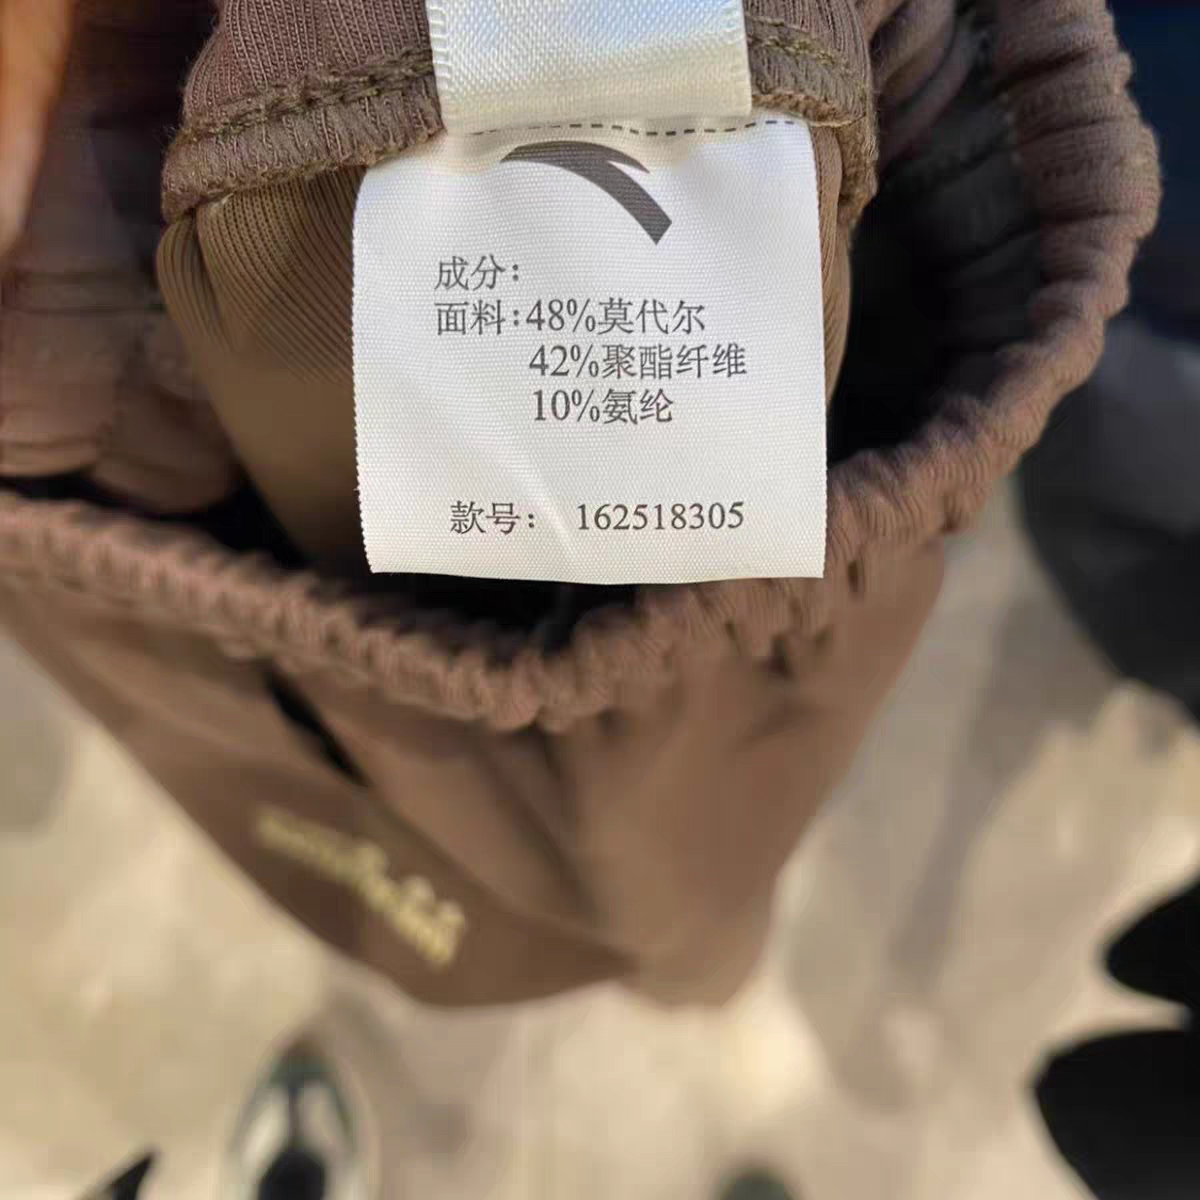 成分：
面料：48%莫代尔
42%聚酯纤维
10%氨纶
款号： 162518305